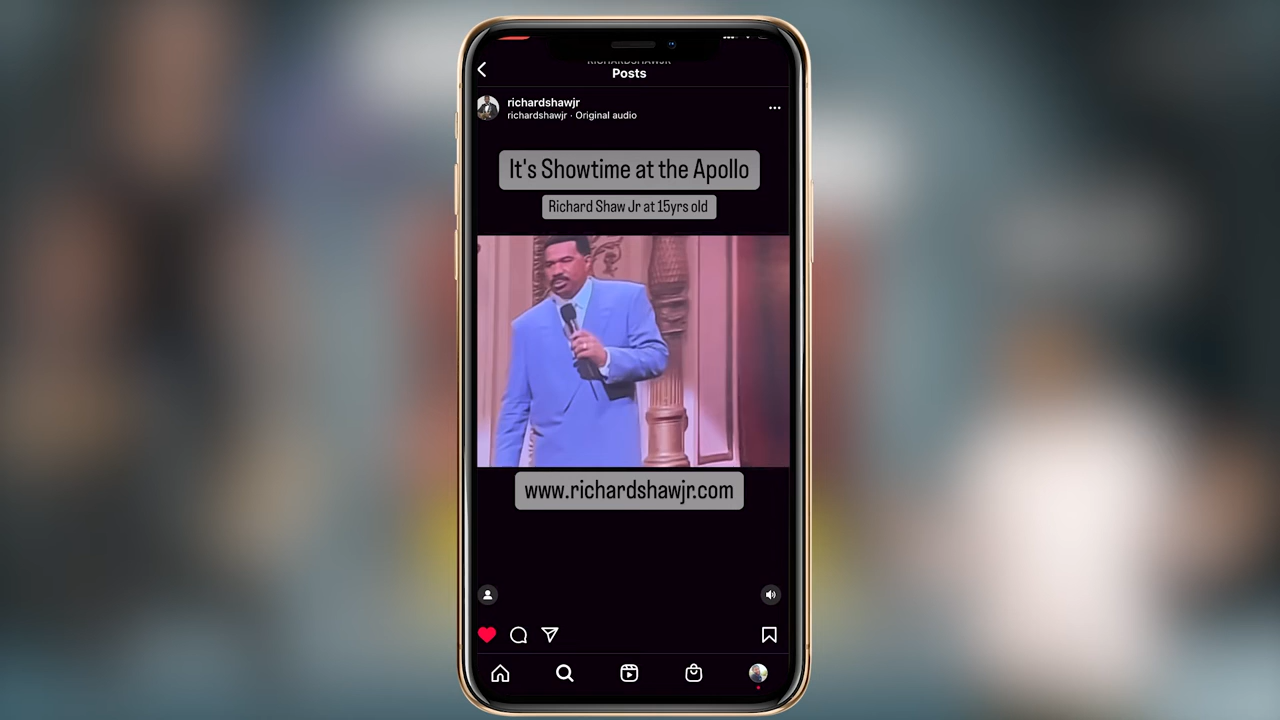 RICHARDSHAWJR
Posts
richardshawjr
richardshawjr · Original audio
It's Showtime at the Apollo
Richard Shaw Jr at 15yrs old
www.richardshawjr.com